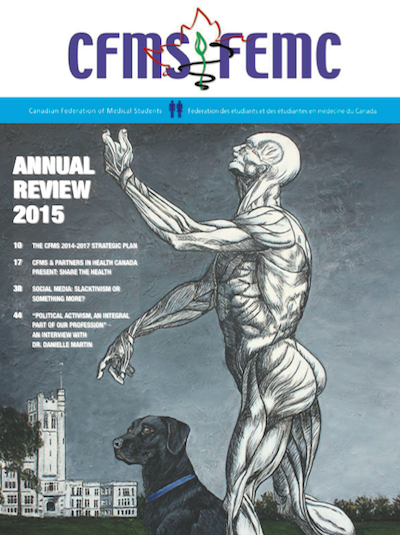 CFMS FEMC
Canadian Federation of Medical Students Fédération des étudiants et des étudiantes en médecine du Canada
ANNUAL
REVIEW
2015
10 THE CFMS 2014-2017 STRATEGIC PLAN
17 CFMS & PARTNERS IN HEALTH CANADA
PRESENT: SHARE THE HEALTH
38 SOCIAL MEDIA: SLACKTIVISM OR
SOMETHING MORE?
44 "POLITICAL ACTIVISM, AN INTEGRAL
PART OF OUR PROFESSION" –
AN INTERVIEW WITH
DR. DANIELLE MARTIN